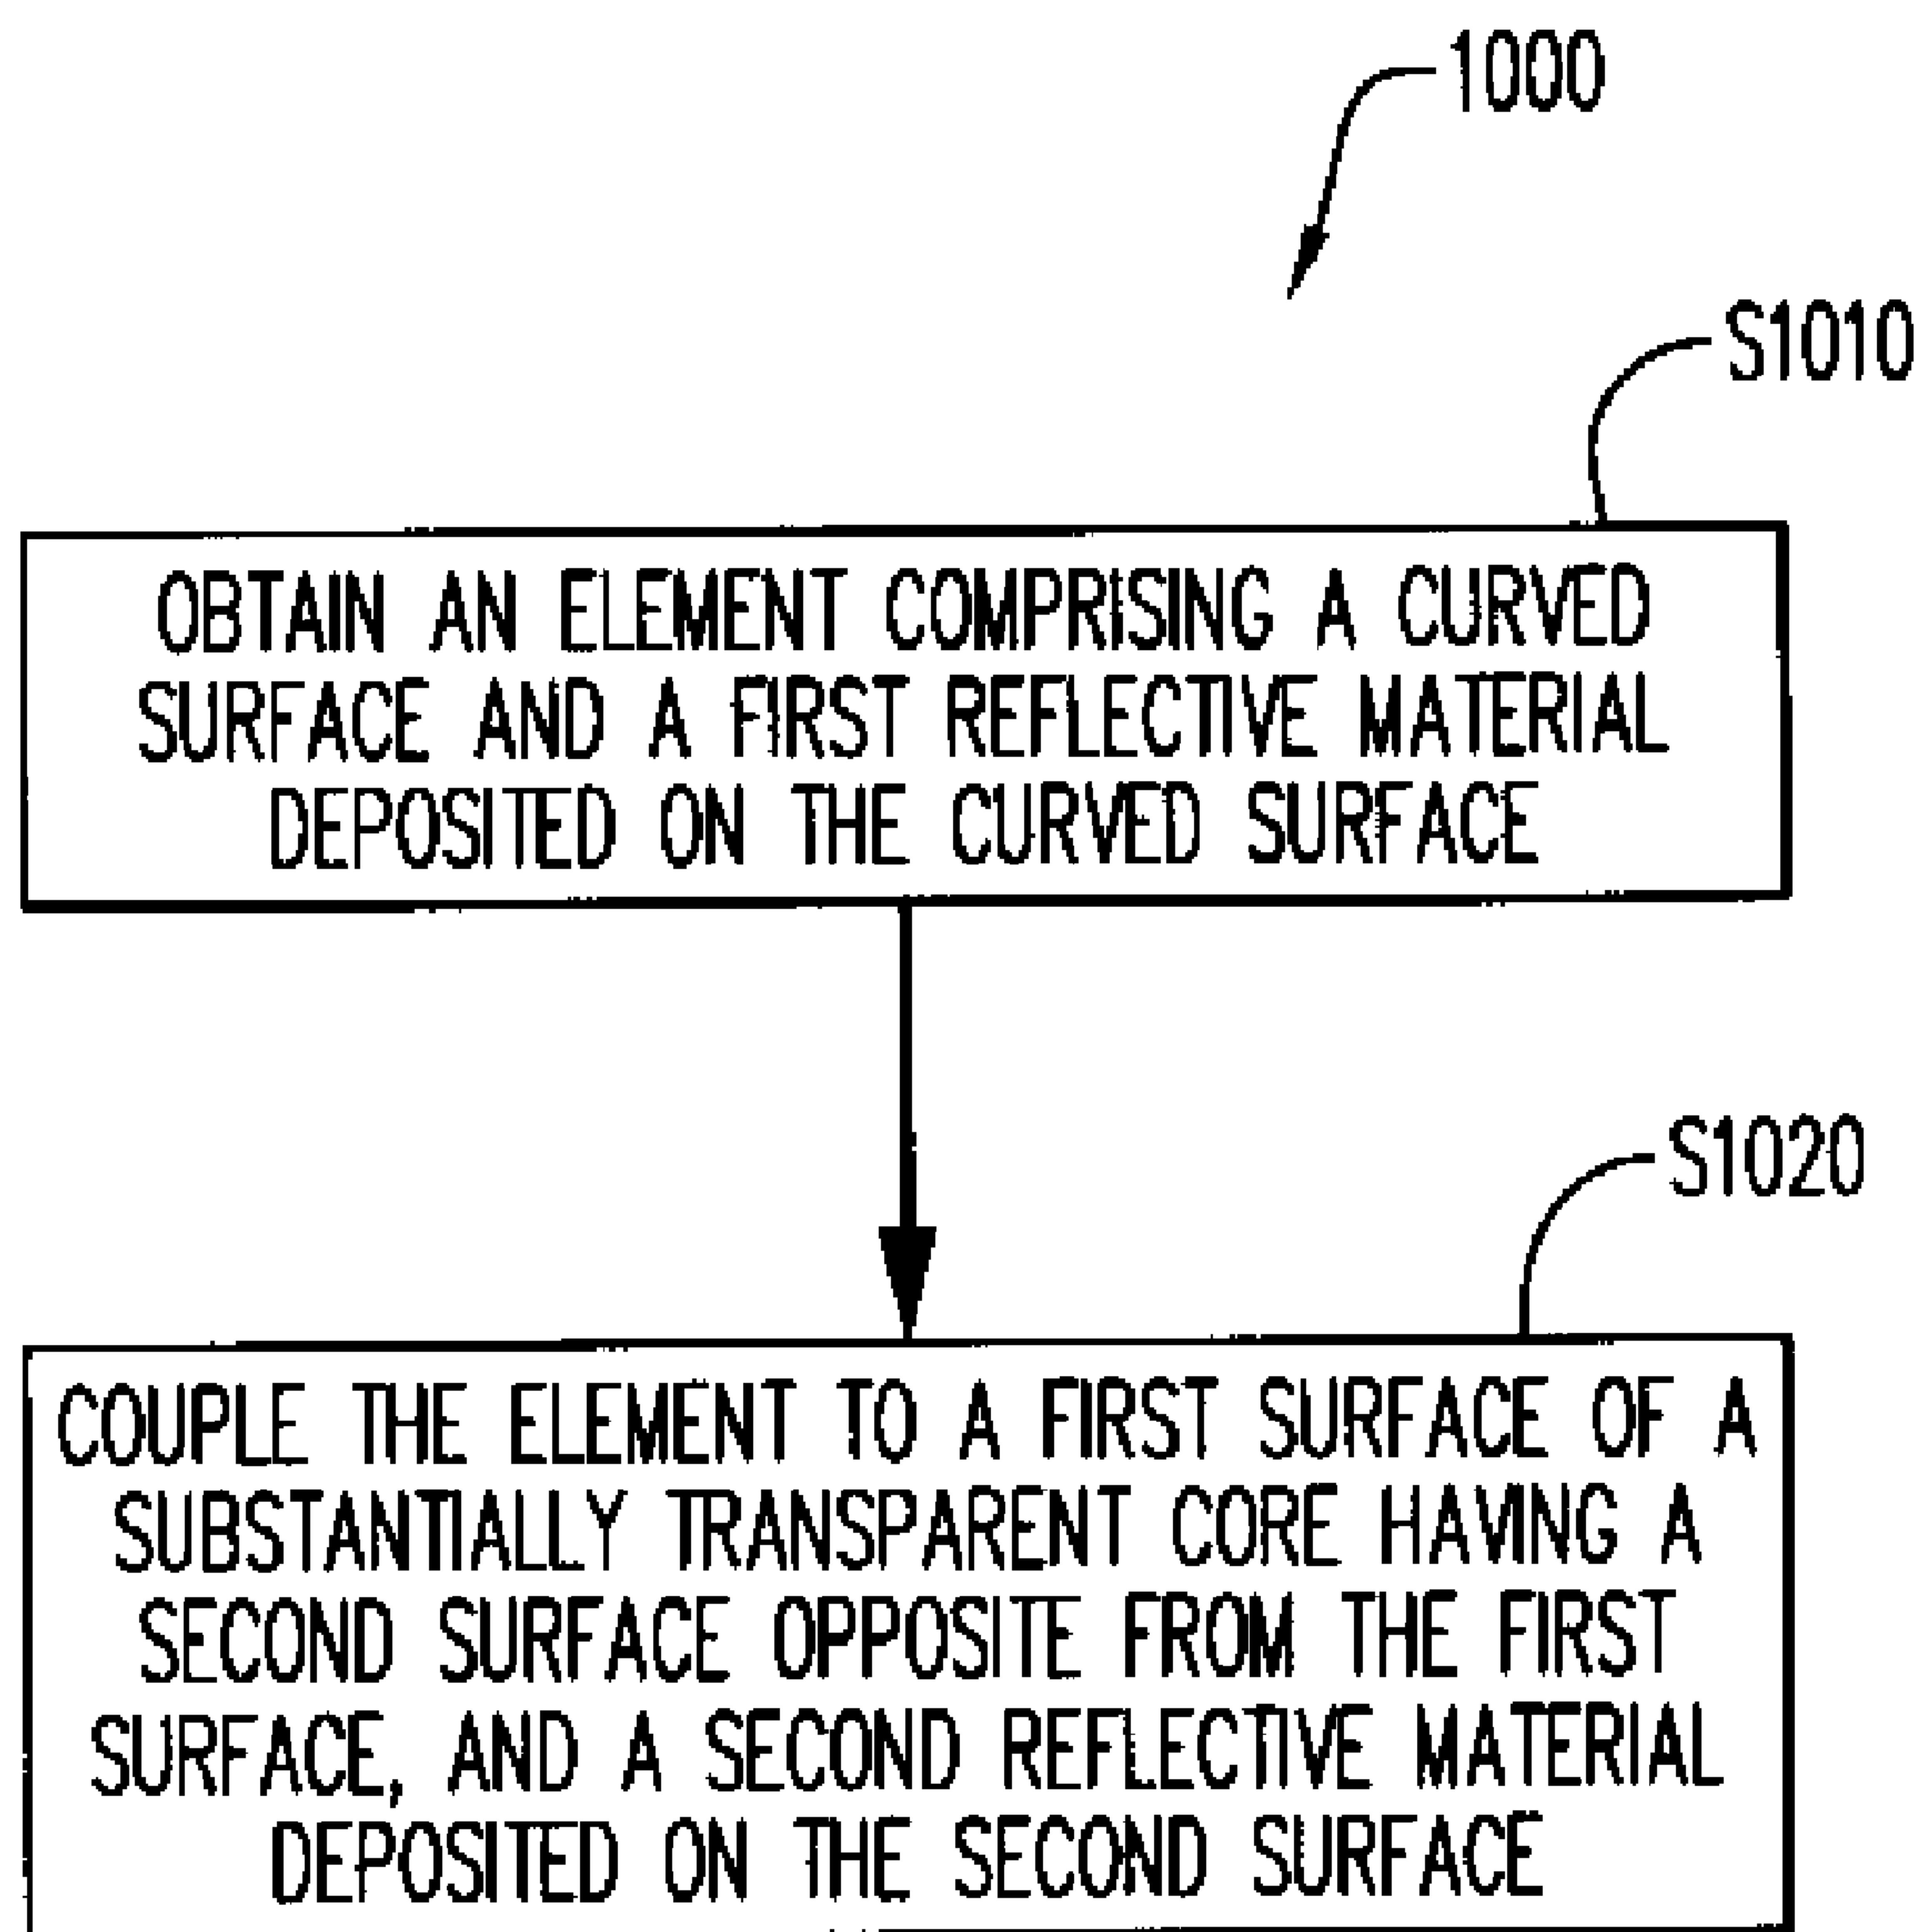 1000
S1010
OBTAIN AN ELEMENT COMPRISING A CURVED
SURFACE AND A FIRST REFLECTIVE MATERIAL
DEPOSITED ON THE CURVED SURFACE
S1020
COUPLE THE ELEMENT TO A FIRST SURFACE OF A
SUBSTANTIALLY TRANSPARENT CORE HAVING A
SECOND SURFACE OPPOSITE FROM THE FIRST
SURFACE, AND A SECOND REFLECTIVE MATERIAL
DEPOSITED ON THE SECOND SURFACE